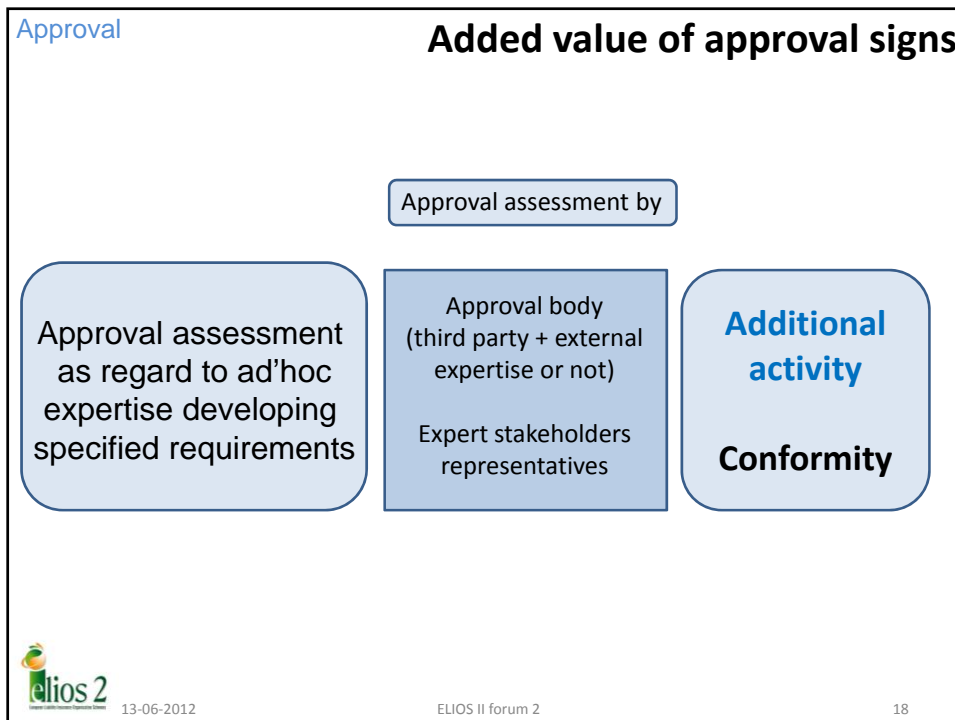 Approval
Added value of approval signs
Approval assessment by
Approval assessment
as regard to ad'hoc
expertise developing
specified requirements
Approval body
(third party + external
expertise or not)
Expert stakeholders
representatives
Additional
activity
Conformity
elios 2
13-06-2012
ELIOS II forum 2
18